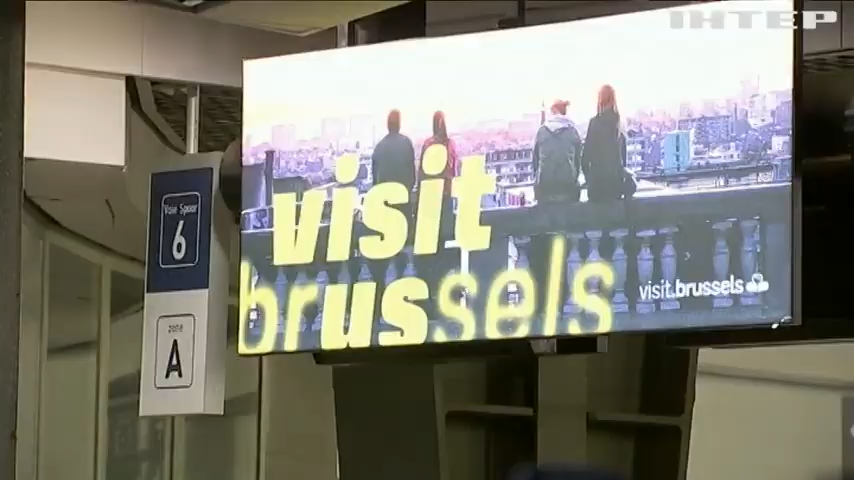 ІНТЕР
Voie Spoor
6
zone
A
visit
brussels
visit.brussels